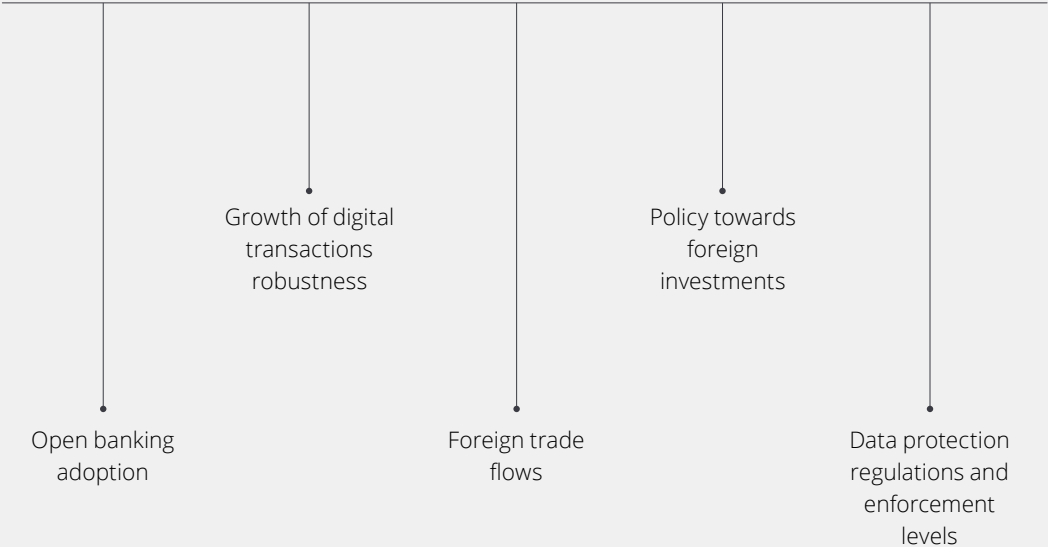 Growth of digital
transactions
robustness
Policy towards
foreign
investments
Open banking
adoption
Foreign trade
flows
Data protection
regulations and
enforcement
levels